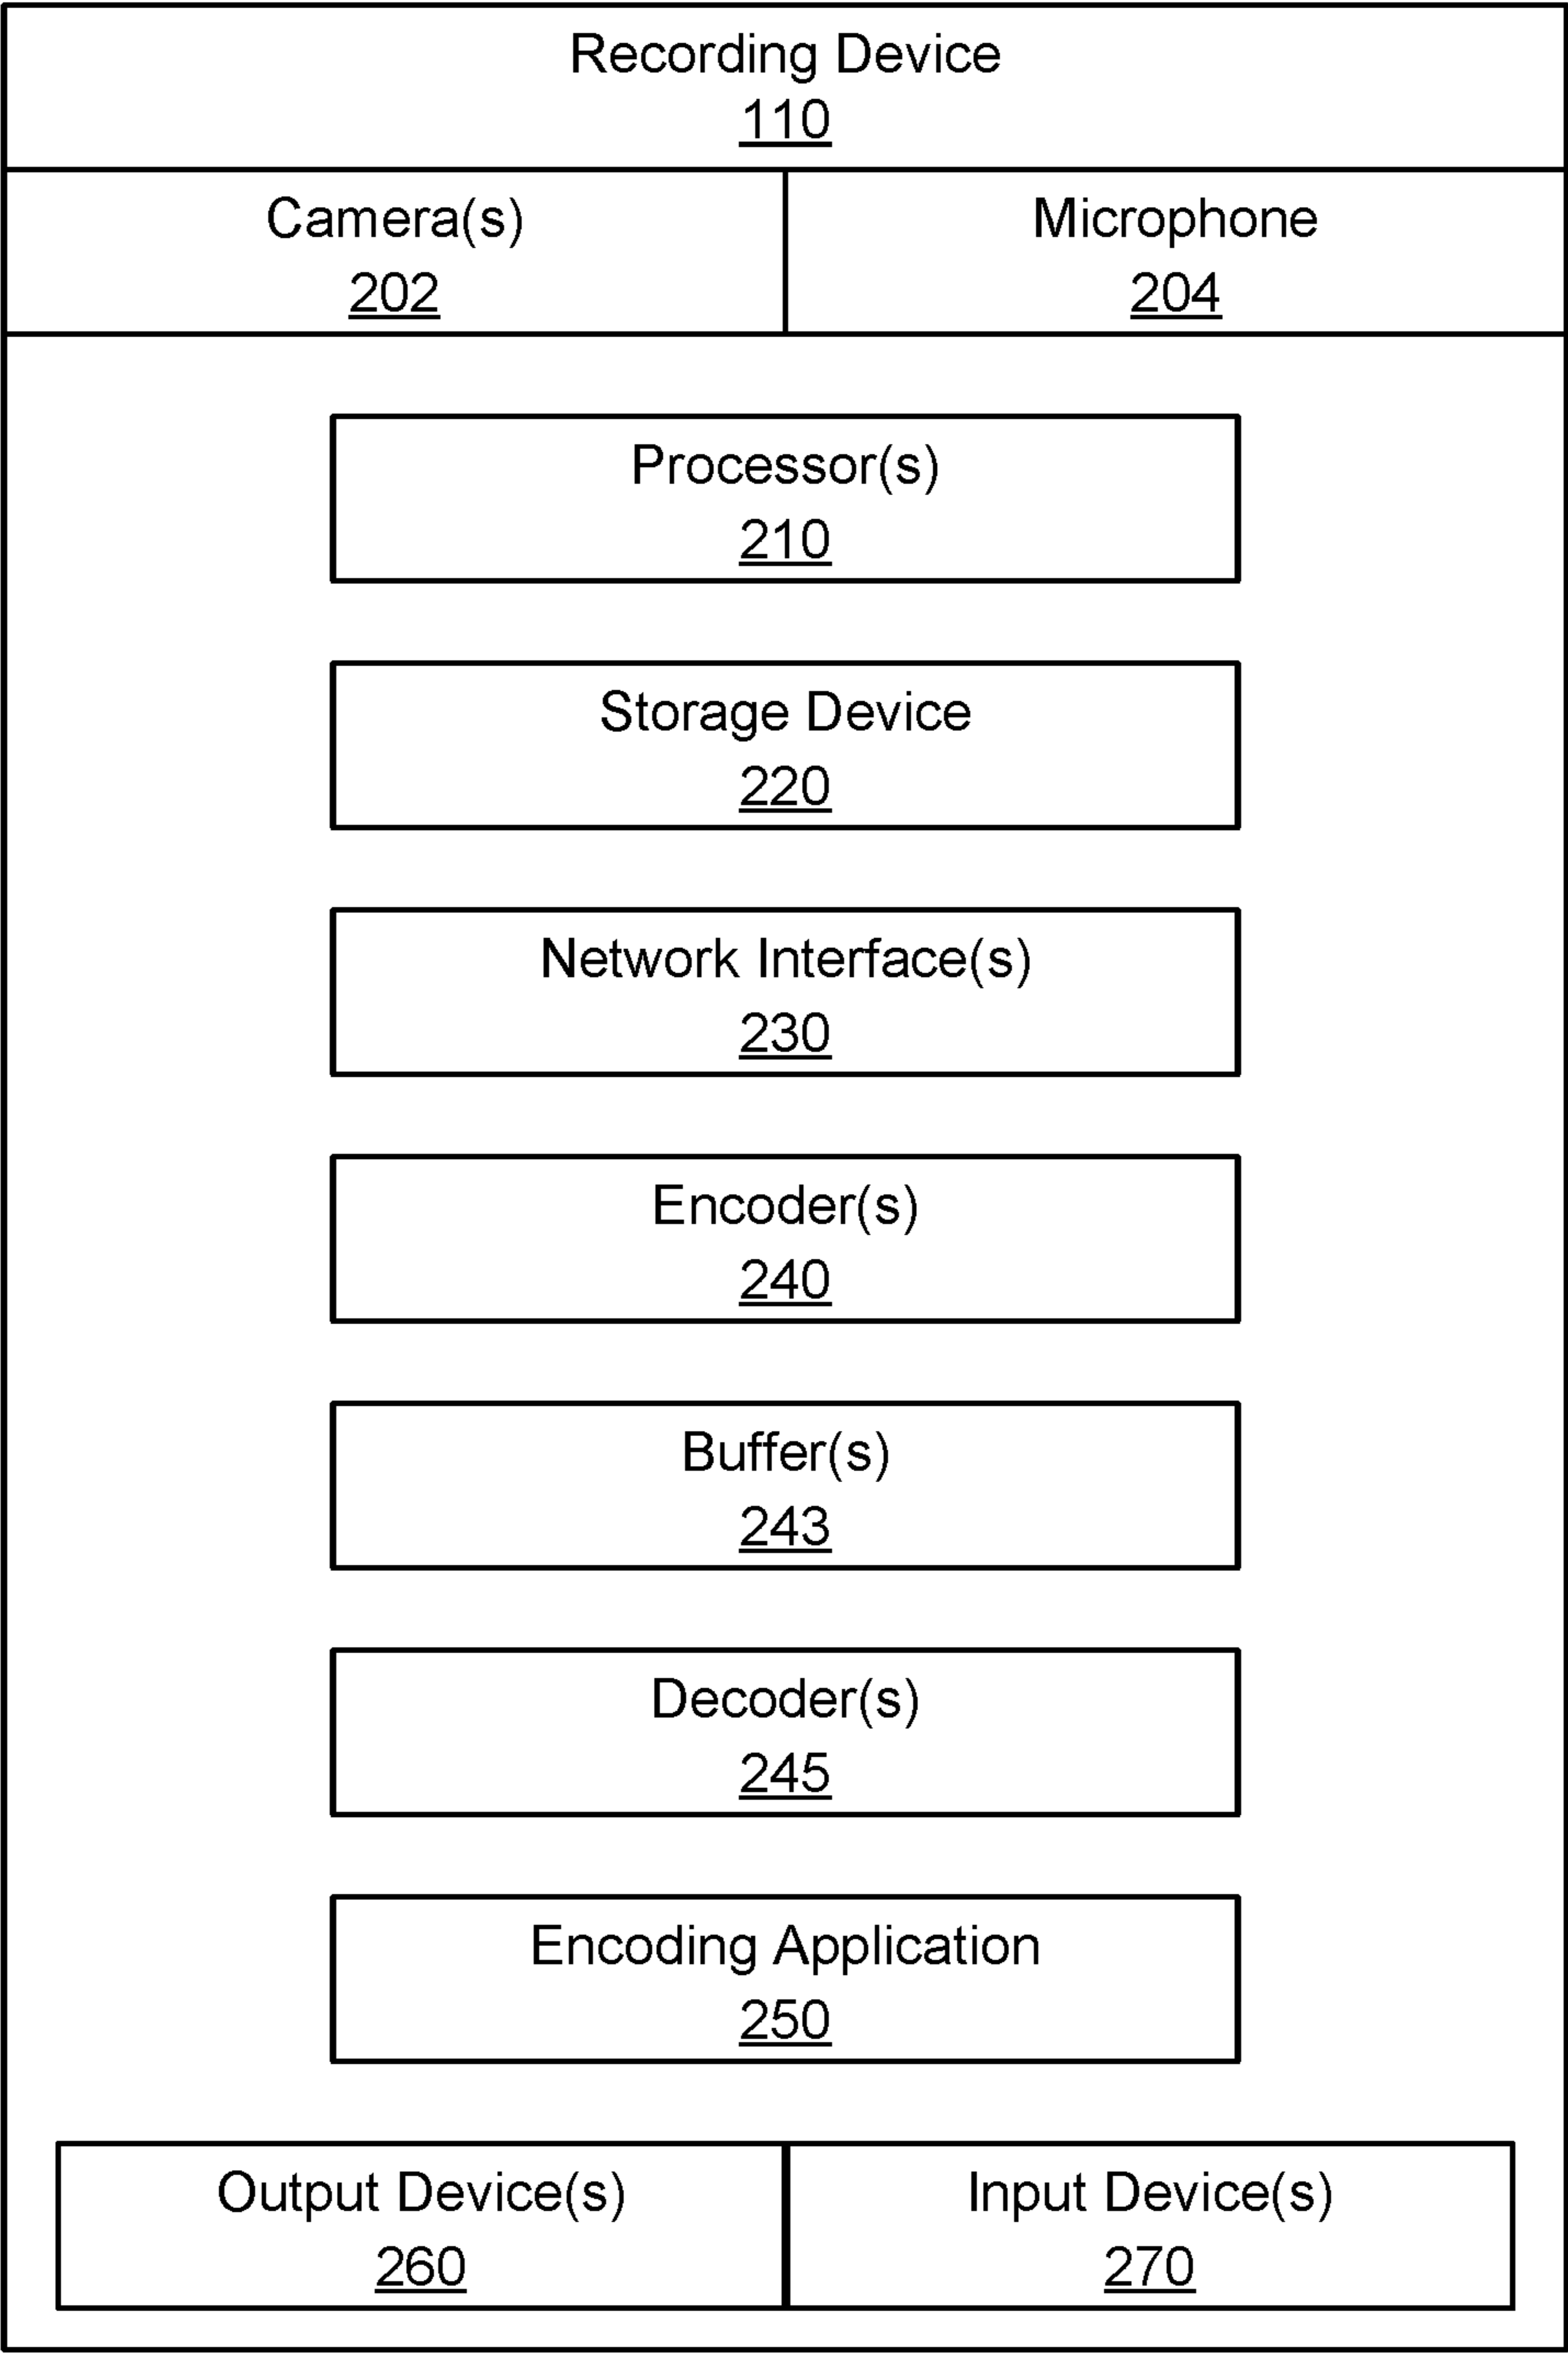 Recording Device
110
Camera(s)
202
Microphone
204
Processor(s)
210
Storage Device
220
Network Interface(s)
230
Encoder(s)
240
Buffer(s)
243
Decoder(s)
245
Encoding Application
250
Output Device(s)
260
Input Device(s)
270